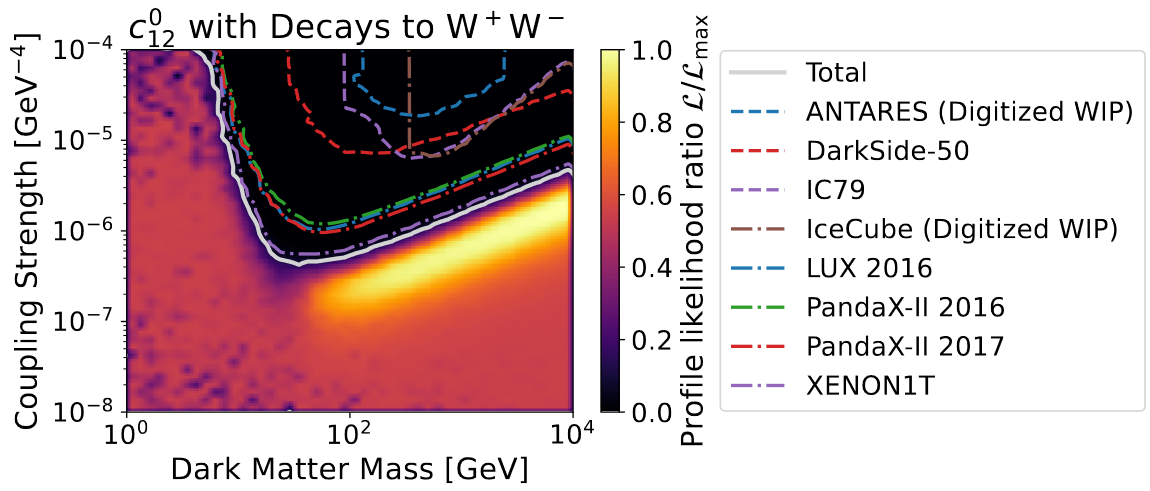 c⁰₁₂ with Decays to W⁺W⁻
Coupling Strength [GeV⁻⁴]
10⁻⁴
10⁻⁵
10⁻⁶
10⁻⁷
10⁻⁸
10⁰
10²
10⁴
Dark Matter Mass [GeV]
1.0
0.8
0.6
0.4
0.2
0.0
Profile likelihood ratio ℒ/ℒmax
Total
ANTARES (Digitized WIP)
DarkSide-50
IC79
IceCube (Digitized WIP)
LUX 2016
PandaX-II 2016
PandaX-II 2017
XENON1T